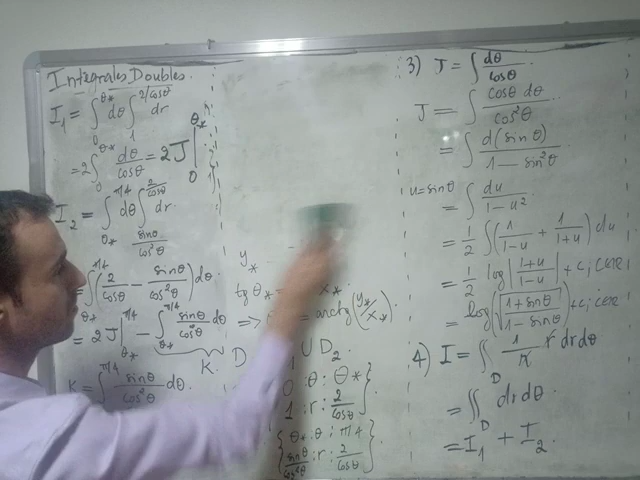 Integrales Doubles.
I₁ = ∫₀^θ* dθ ∫₁^2/cosθ dr
= 2∫₀^θ* dθ/cosθ = 2 J |₀^θ*
I₂ = ∫_θ*^π/4 dθ ∫_sinθ/cos²θ^2/cosθ dr.
= ∫_θ*^π/4 (2/cosθ - sinθ/cos²θ) dθ.
= 2 J |_θ*^π/4 - ∫_θ*^π/4 sinθ/cos²θ dθ
K.
K = ∫^π/4 sinθ/cos²θ dθ.
y*
tg θ* = x*
=> = arctg(y*/x*).
D U D₂
0 : θ : θ*
1 : r : 2/cosθ
θ* : θ : π/4
sinθ/cos²θ : r : 2/cosθ
3) J = ∫ dθ/cosθ
J = ∫ cosθ dθ/cos²θ
= ∫ d(sinθ)/1 - sin²θ
u = sinθ = ∫ du/1 - u².
= 1/2 ∫(1/1-u + 1/1+u) du
= 1/2 log|1+u/1-u| + c; c∈ℝ
= log(√1+sinθ/1-sinθ) + c; c∈ℝ
4) I = ∬_D 1/r r dr dθ
= ∬_D dr dθ
= I₁ + I₂.